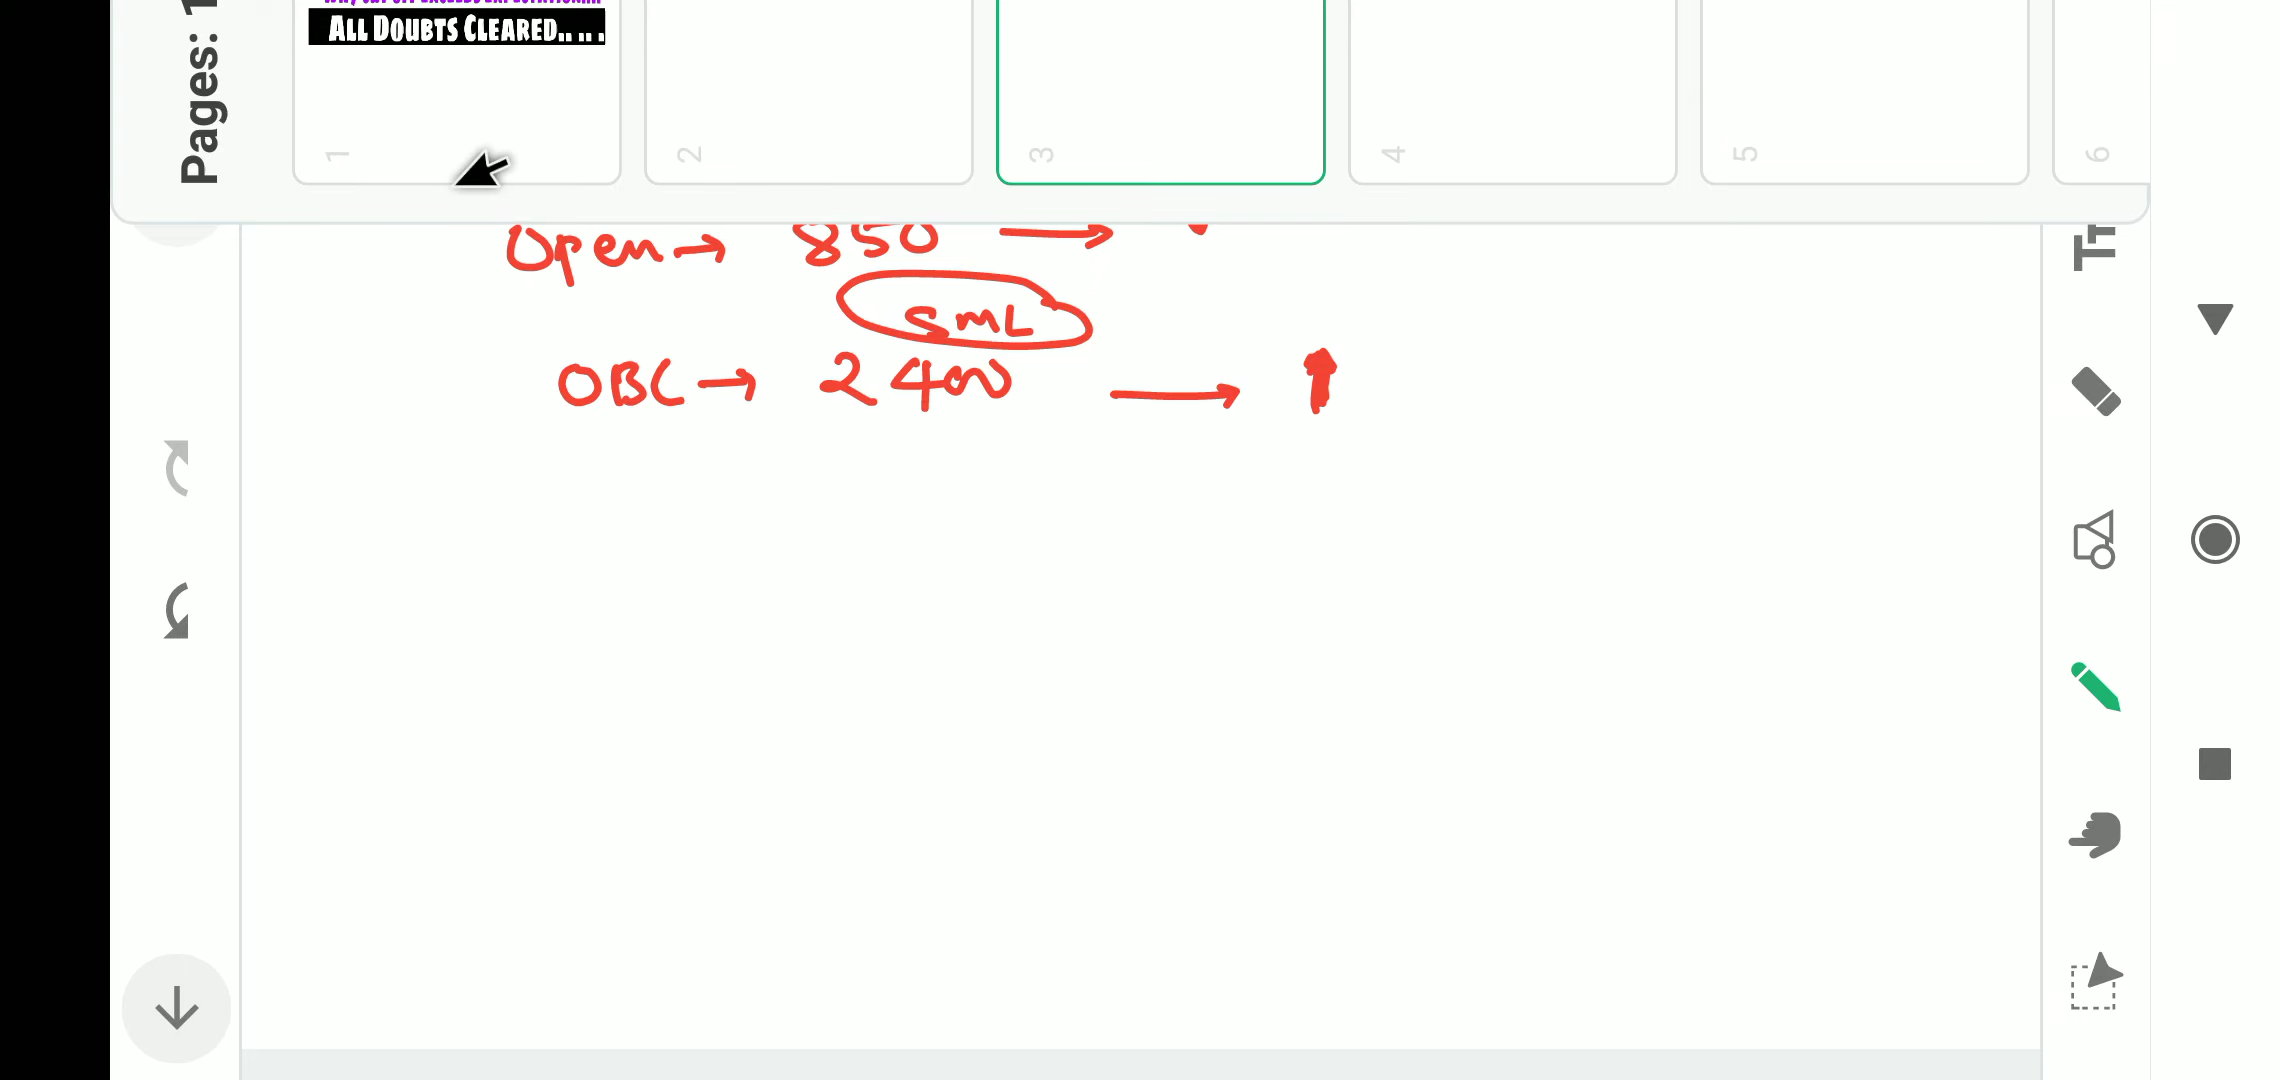 Pages: 1
ALL DOUBTS CLEARED.. .. .
1
2
3
4
5
6
Open → 850 →
SML
OBC → 2400 → ↑